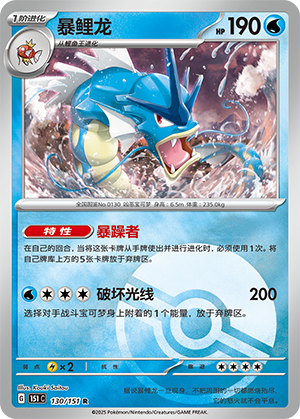 1阶进化
暴鲤龙
HP 190
从鲤鱼王进化
全国图鉴No.0130 凶恶宝可梦 身高：6.5m 体重：235.0kg
特性 暴躁者
在自己的回合，当将这张卡牌从手牌使出并进行进化时，必须使用1次。将
自己牌库上方的5张卡牌放于弃牌区。
破坏光线 200
选择对手战斗宝可梦身上附着的1个能量，放于弃牌区。
弱点 ×2 抵抗力 撤退
Illus. Kouki Saitou
G 151 C 130/151 R
©2025 Pokémon/Nintendo/Creatures/GAME FREAK.